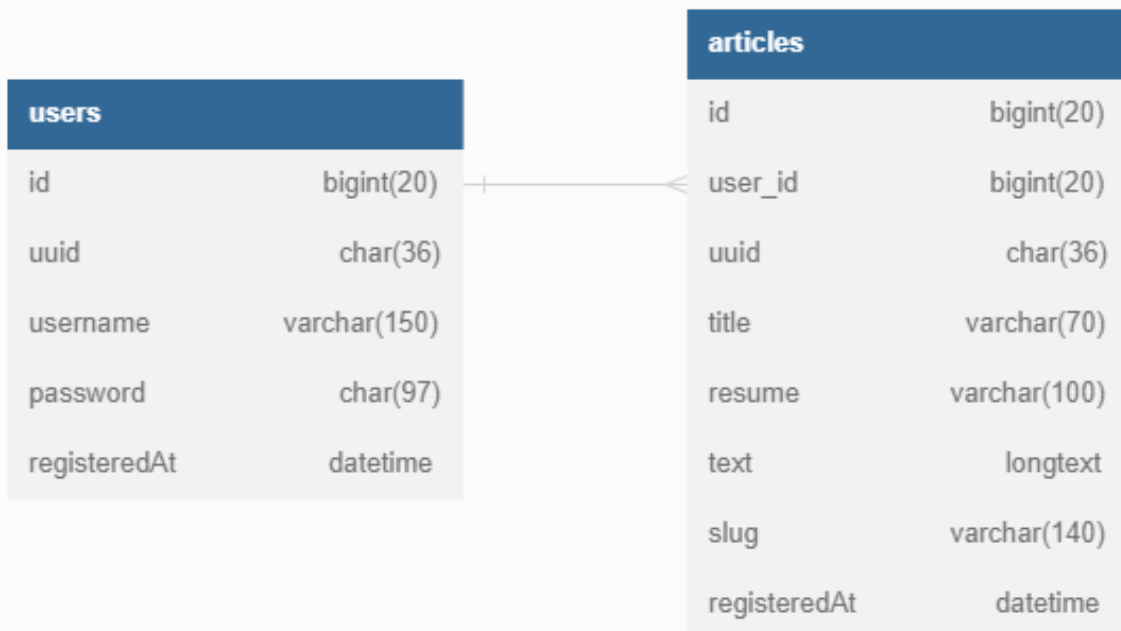 users
id bigint(20)
uuid char(36)
username varchar(150)
password char(97)
registeredAt datetime
articles
id bigint(20)
user_id bigint(20)
uuid char(36)
title varchar(70)
resume varchar(100)
text longtext
slug varchar(140)
registeredAt datetime